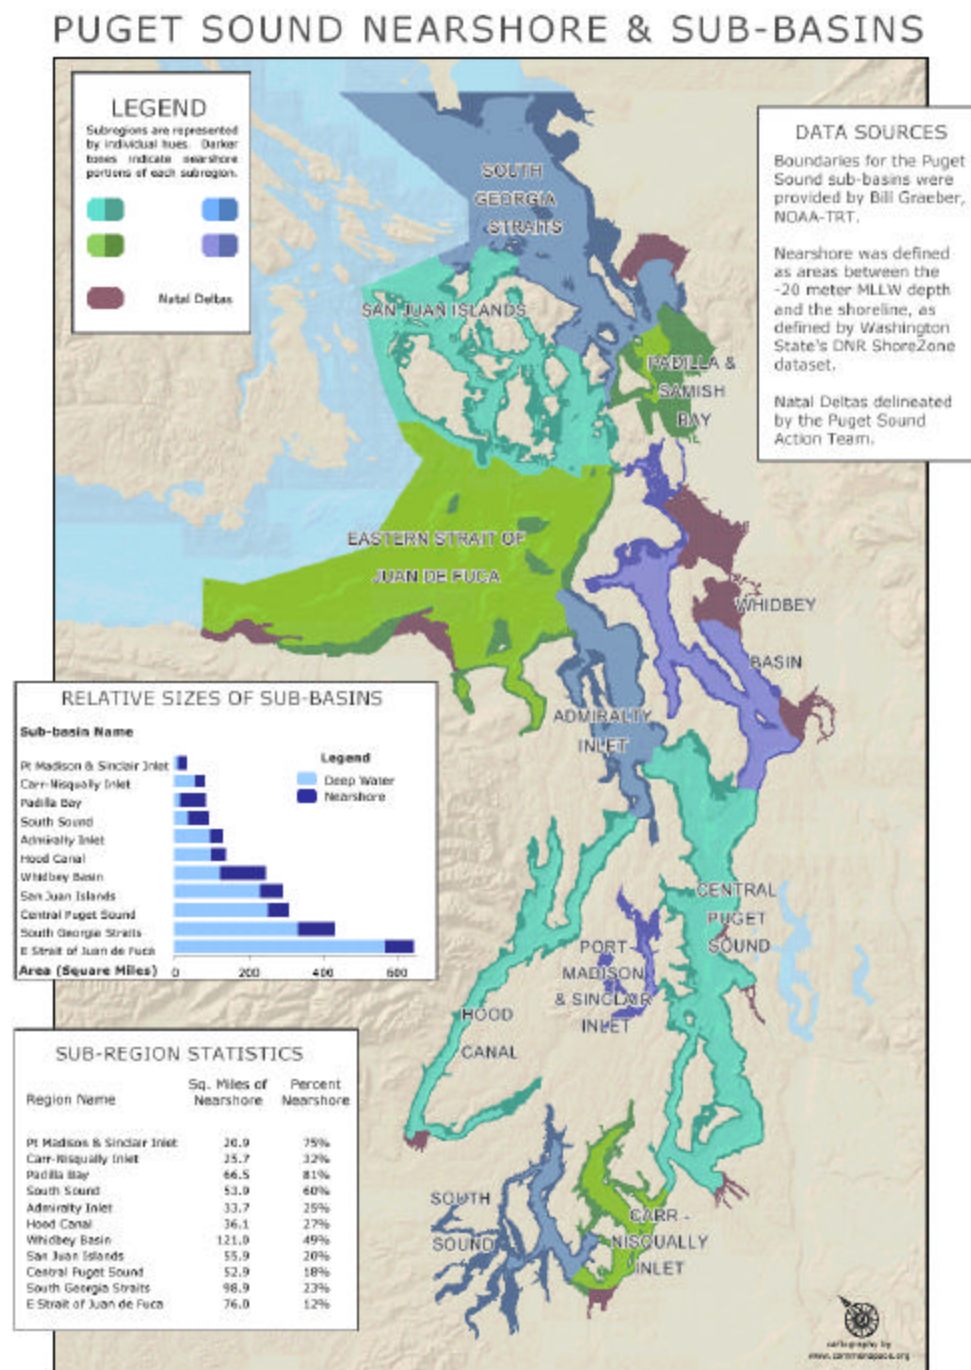 PUGET SOUND NEARSHORE & SUB-BASINS
LEGEND
Subregions are represented
by individual hues. Darker
tones indicate nearshore
portions of each subregion.
Natal Deltas
DATA SOURCES
Boundaries for the Puget
Sound sub-basins were
provided by Bill Graeber,
NOAA-TRT.
Nearshore was defined
as areas between the
-20 meter MLLW depth
and the shoreline, as
defined by Washington
State's DNR ShoreZone
dataset.
Natal Deltas delineated
by the Puget Sound
Action Team.
SOUTH
GEORGIA
STRAITS
SAN JUAN ISLANDS
PADILLA &
SAMISH
BAY
EASTERN STRAIT OF
JUAN DE FUCA
WHIDBEY
BASIN
ADMIRALTY
INLET
CENTRAL
PUGET
SOUND
PORT
MADISON
& SINCLAIR
INLET
HOOD
CANAL
SOUTH
SOUND
CARR -
NISQUALLY
INLET
RELATIVE SIZES OF SUB-BASINS
Sub-basin Name
Legend
Deep Water
Nearshore
Pt Madison & Sinclair Inlet
Carr-Nisqually Inlet
Padilla Bay
South Sound
Admiralty Inlet
Hood Canal
Whidbey Basin
San Juan Islands
Central Puget Sound
South Georgia Straits
E Strait of Juan de Fuca
Area (Square Miles) 0 200 400 600
SUB-REGION STATISTICS
Region Name Sq. Miles of Nearshore Percent Nearshore
Pt Madison & Sinclair Inlet 20.9 75%
Carr-Nisqually Inlet 25.7 32%
Padilla Bay 66.5 81%
South Sound 53.0 60%
Admiralty Inlet 33.7 25%
Hood Canal 36.1 27%
Whidbey Basin 121.0 49%
San Juan Islands 55.9 20%
Central Puget Sound 52.9 18%
South Georgia Straits 98.9 23%
E Strait of Juan de Fuca 76.0 12%
cartography by
www.commenspace.org